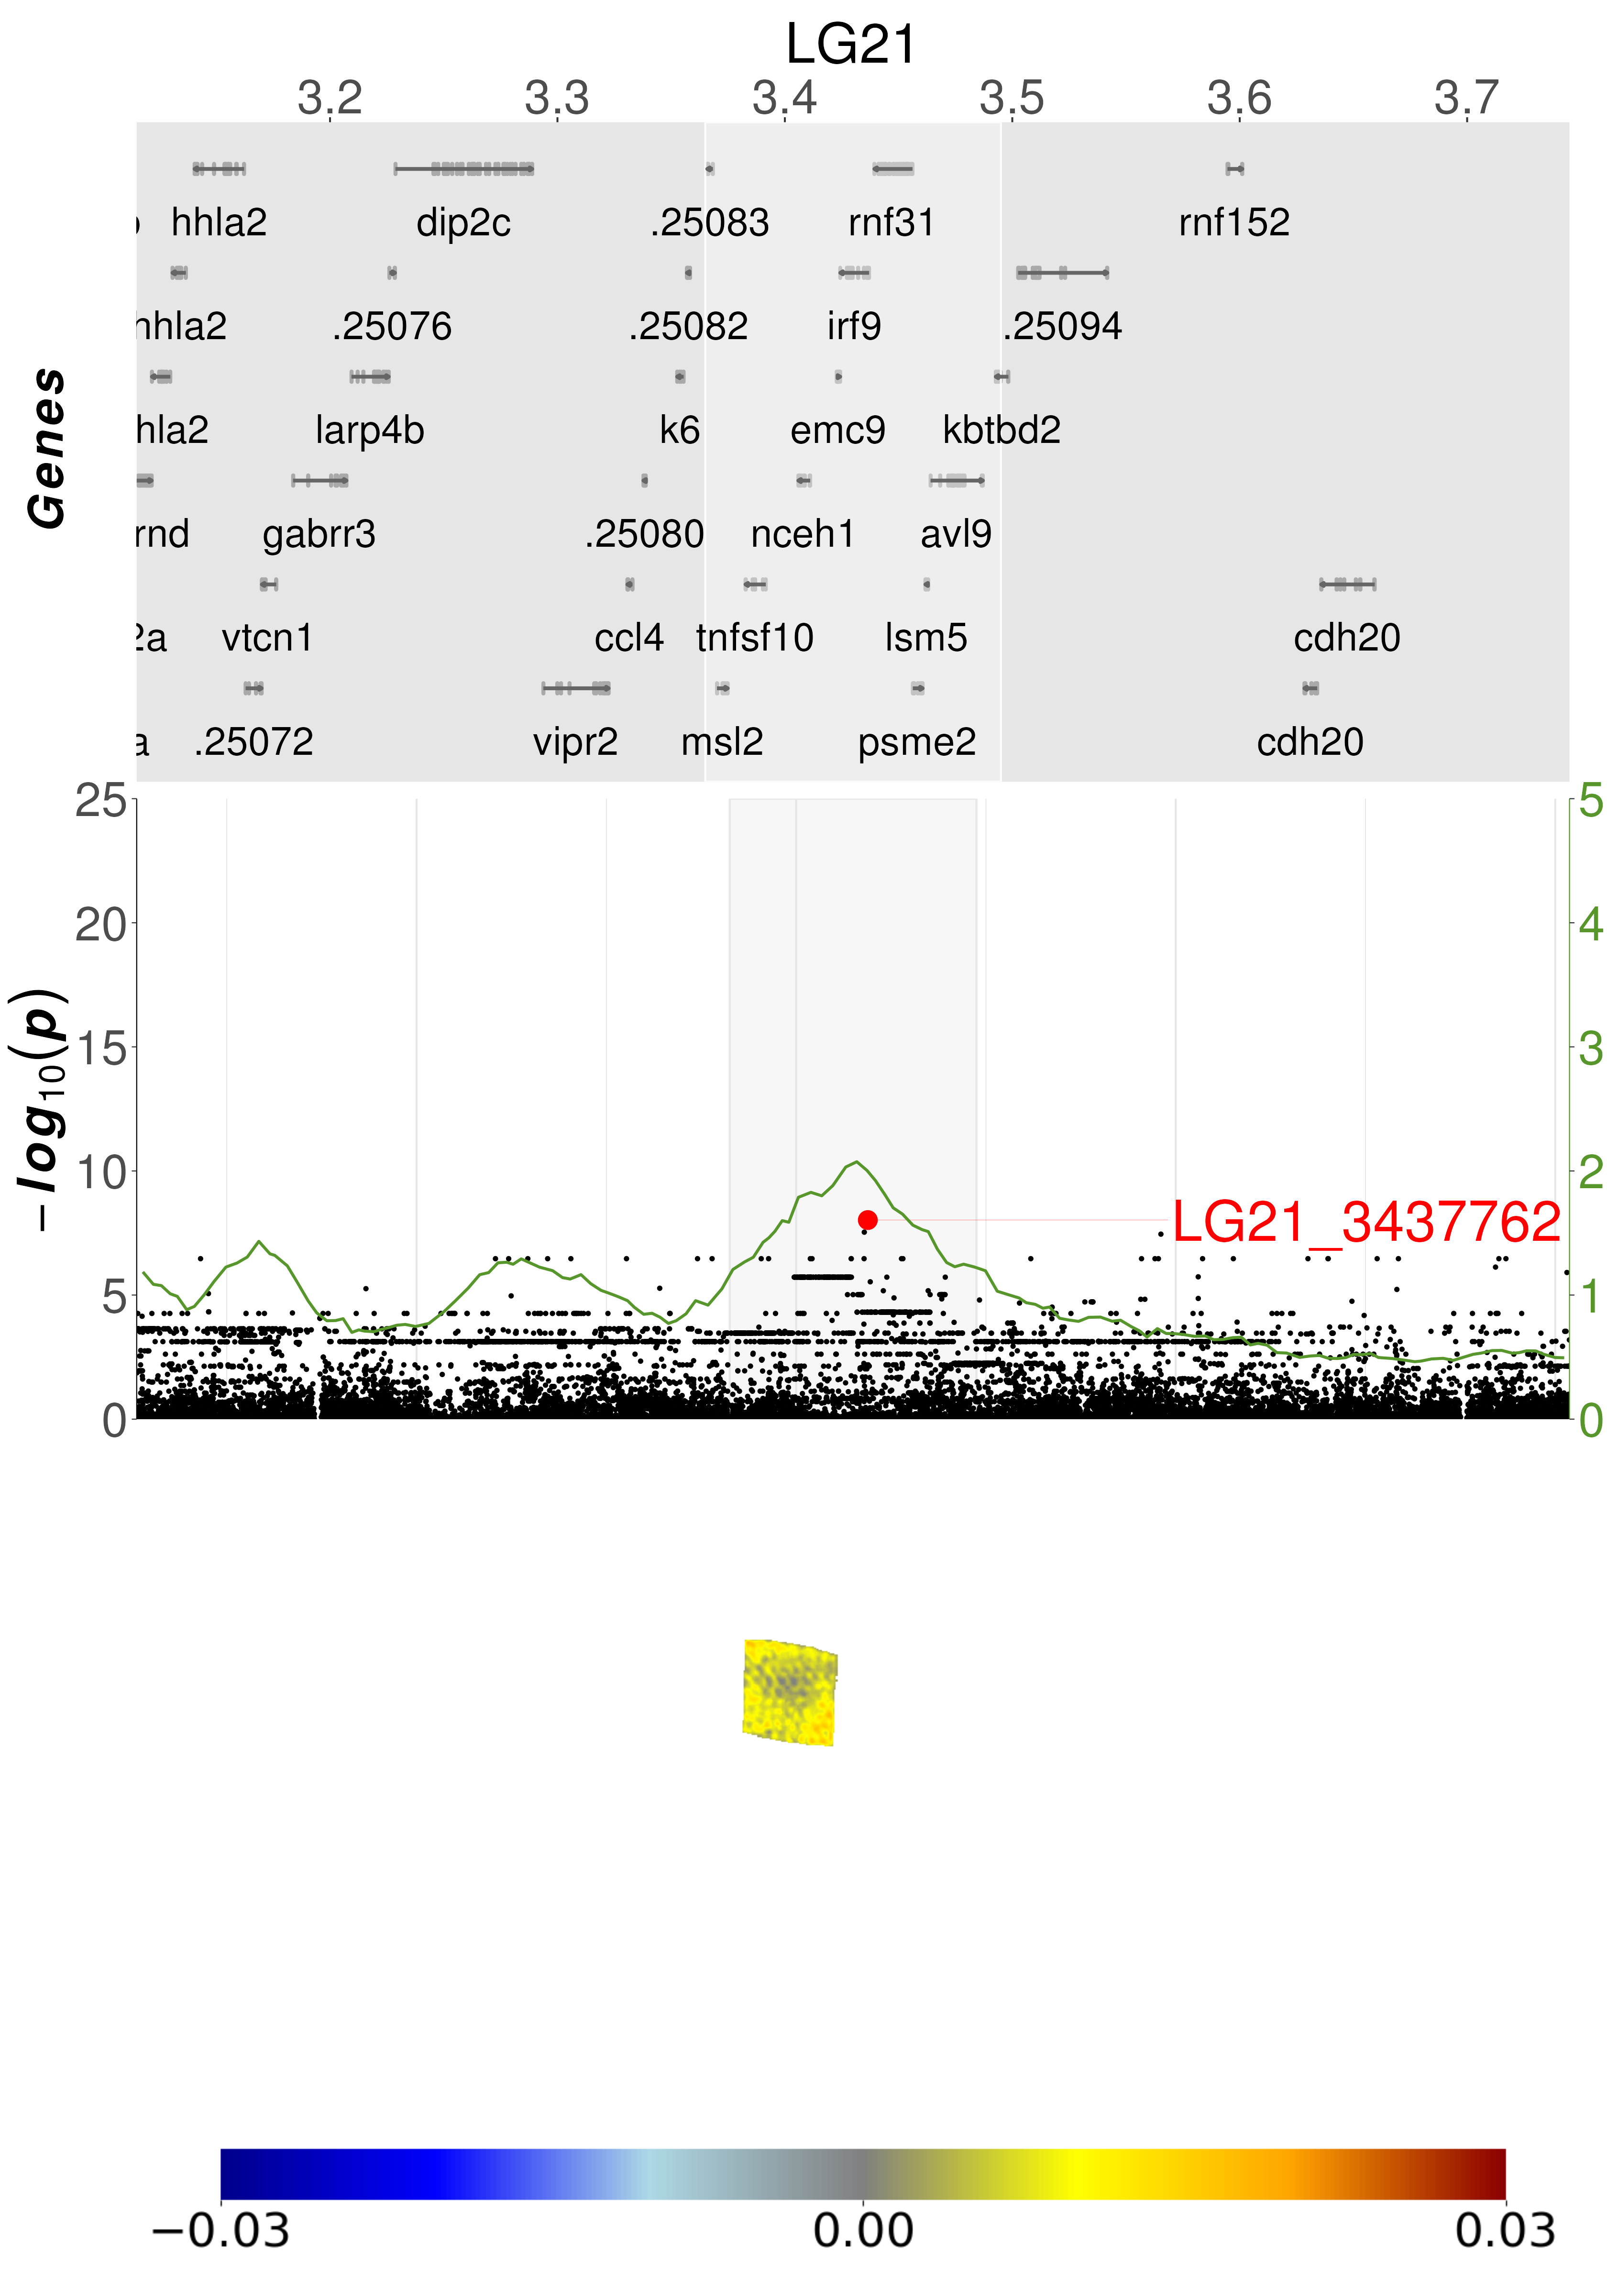 LG21
3.2 3.3 3.4 3.5 3.6 3.7
hhla2 dip2c .25083 rnf31 rnf152
hhla2 .25076 .25082 irf9 .25094
hla2 larp4b k6 emc9 kbtbd2
rnd gabrr3 .25080 nceh1 avl9
2a vtcn1 ccl4 tnfsf10 lsm5 cdh20
a .25072 vipr2 msl2 psme2 cdh20
Genes
25 5
20 4
15 3
10 2
LG21_3437762
5 1
0 0
−log10(p)
−0.03 0.00 0.03